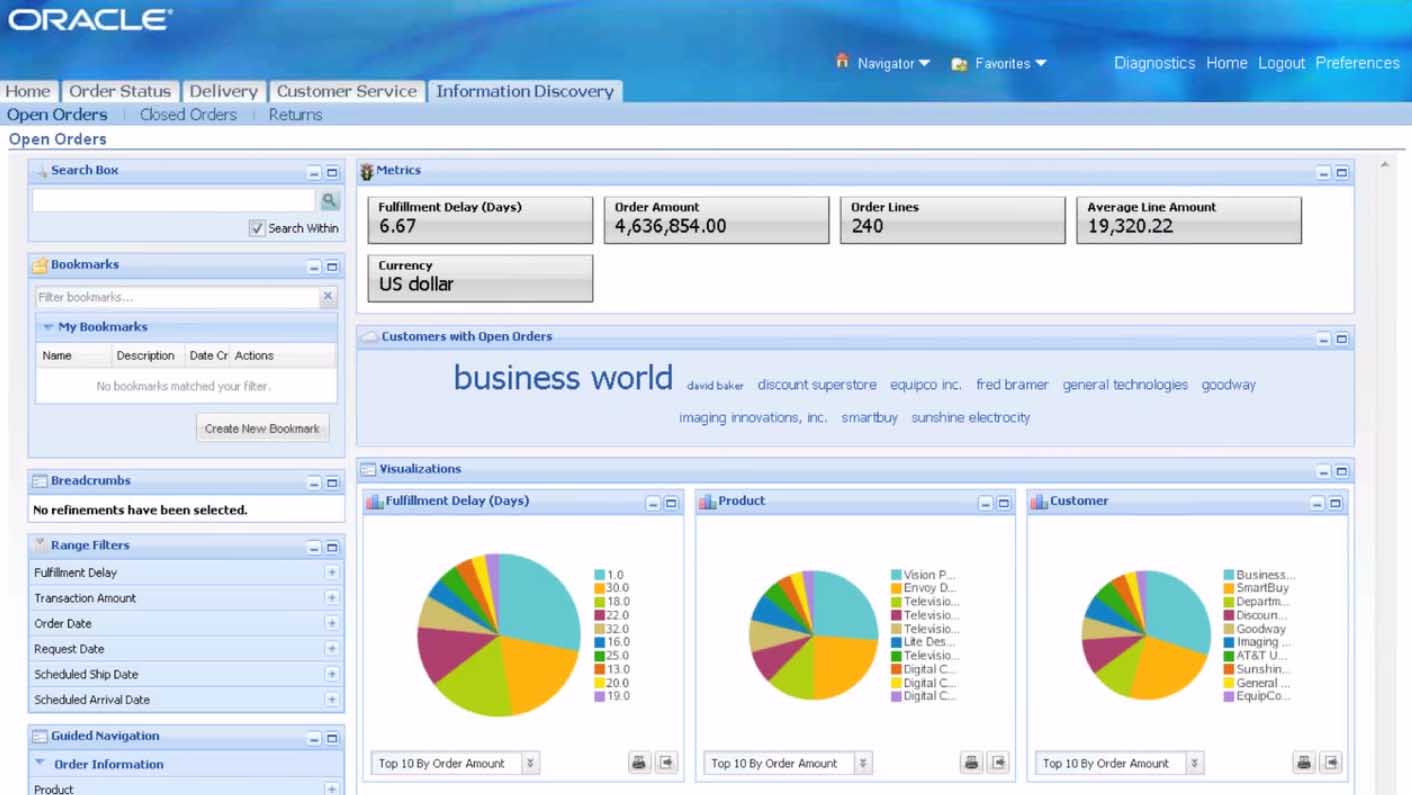 ORACLE
Navigator Favorites Diagnostics Home Logout Preferences
Home Order Status Delivery Customer Service Information Discovery
Open Orders Closed Orders Returns
Open Orders
Search Box
Search Within
Bookmarks
Filter bookmarks...
My Bookmarks
Name Description Date Cr Actions
No bookmarks matched your filter.
Create New Bookmark
Breadcrumbs
No refinements have been selected.
Range Filters
Fulfillment Delay
Transaction Amount
Order Date
Request Date
Scheduled Ship Date
Scheduled Arrival Date
Guided Navigation
Order Information
Product
Metrics
Fulfillment Delay (Days)
6.67
Order Amount
4,636,854.00
Order Lines
240
Average Line Amount
19,320.22
Currency
US dollar
Customers with Open Orders
business world david baker discount superstore equipco inc. fred bramer general technologies goodway
imaging innovations, inc. smartbuy sunshine electrocity
Visualizations
Fulfillment Delay (Days)
1.0
30.0
18.0
22.0
32.0
16.0
25.0
13.0
20.0
19.0
Top 10 By Order Amount
Product
Vision P...
Envoy D...
Televisio...
Televisio...
Televisio...
Lite Des...
Televisio...
Digital C...
Digital C...
Digital C...
Top 10 By Order Amount
Customer
Business...
SmartBuy
Departm...
Discoun...
Goodway
Imaging ...
AT&T U...
Sunshin...
General ...
EquipCo...
Top 10 By Order Amount